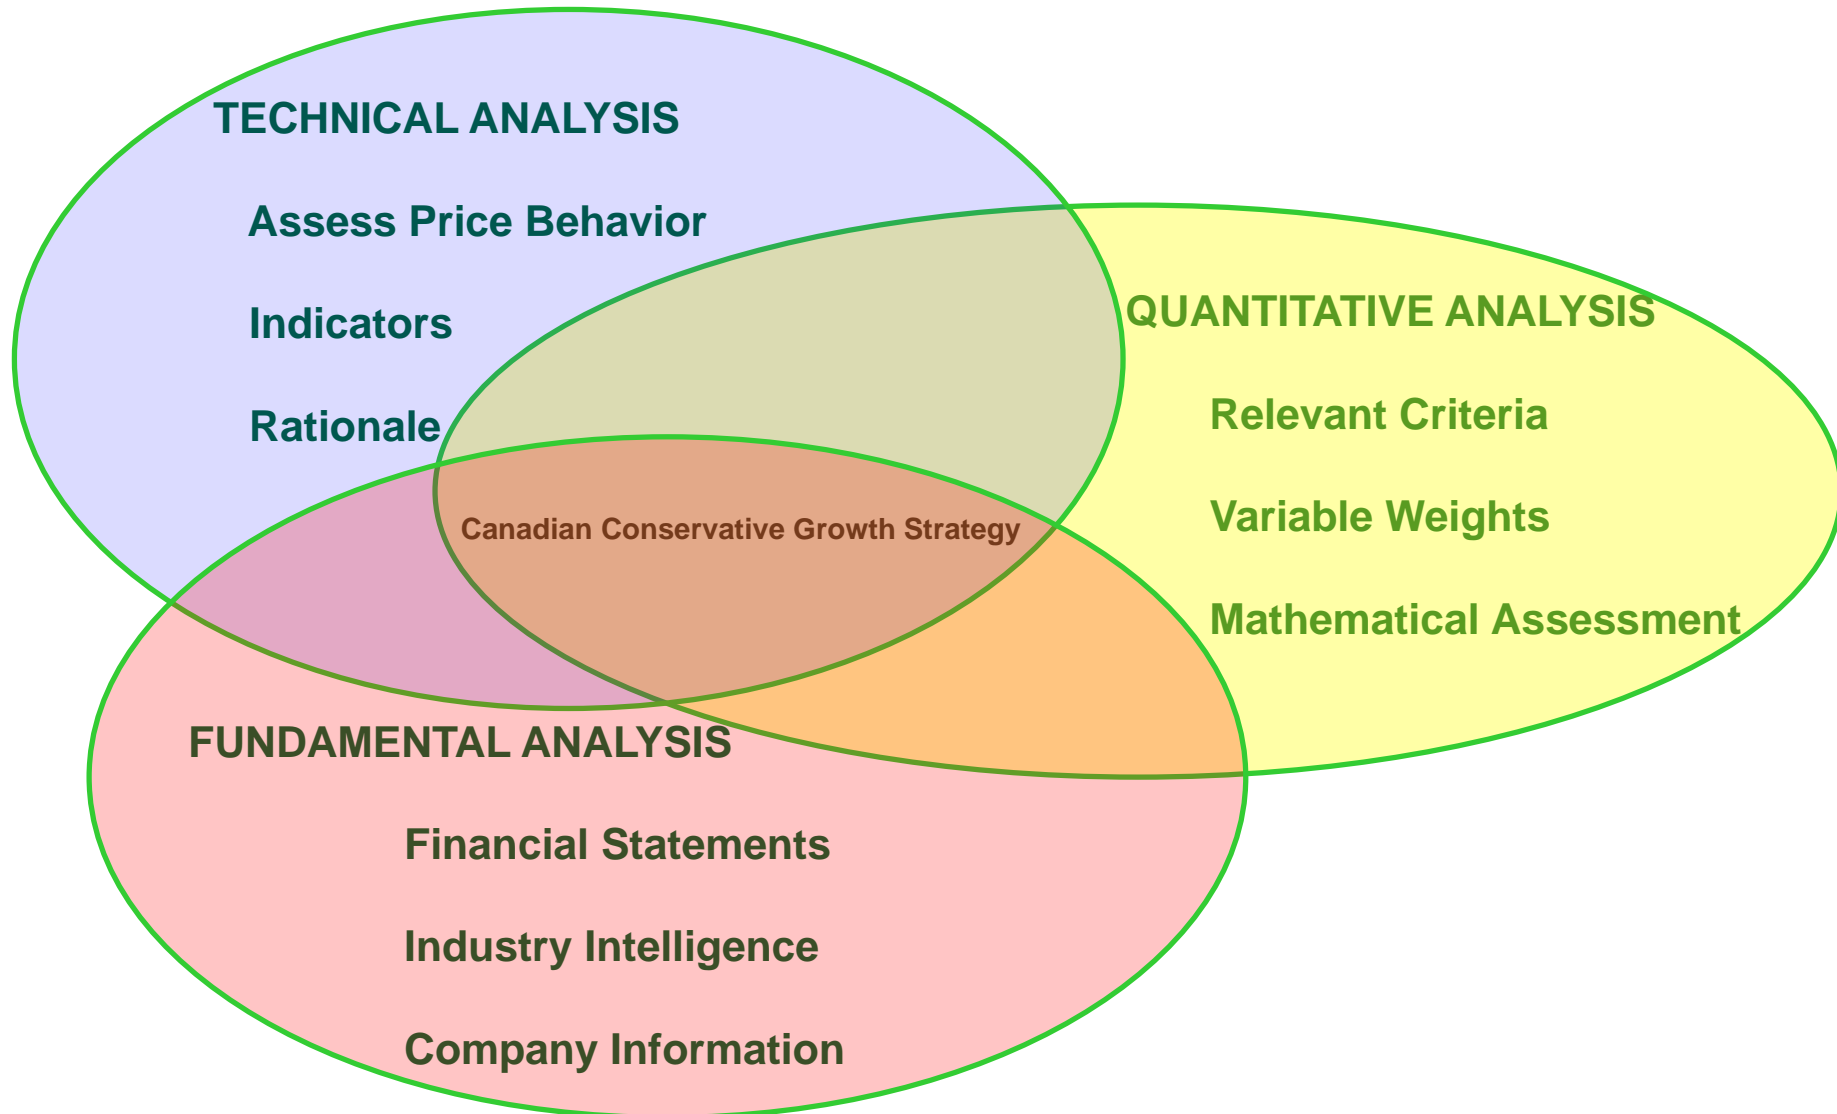 TECHNICAL ANALYSIS
Assess Price Behavior
Indicators
Rationale
QUANTITATIVE ANALYSIS
Relevant Criteria
Variable Weights
Mathematical Assessment
Canadian Conservative Growth Strategy
FUNDAMENTAL ANALYSIS
Financial Statements
Industry Intelligence
Company Information